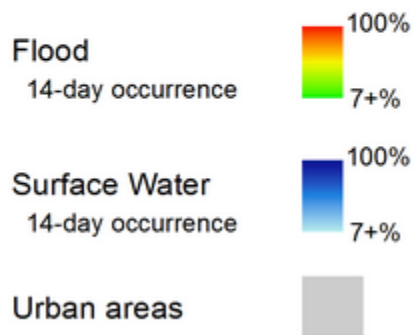 100%
Flood
14-day occurrence
7+%
100%
Surface Water
14-day occurrence
7+%
Urban areas